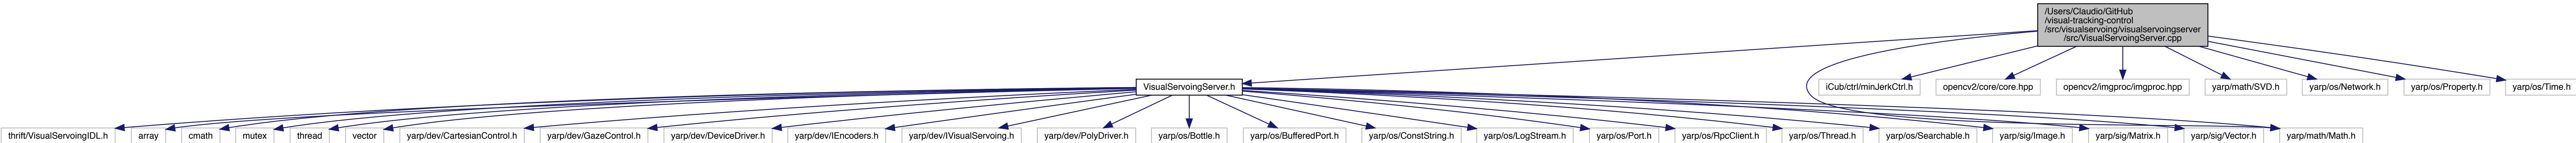 /Users/Claudio/GitHub
/visual-tracking-control
/src/visualservoing/visualservoingserver
/src/VisualServoingServer.cpp
VisualServoingServer.h
iCub/ctrl/minJerkCtrl.h
opencv2/core/core.hpp
opencv2/imgproc/imgproc.hpp
yarp/math/SVD.h
yarp/os/Network.h
yarp/os/Property.h
yarp/os/Time.h
thrift/VisualServoingIDL.h
array
cmath
mutex
thread
vector
yarp/dev/CartesianControl.h
yarp/dev/GazeControl.h
yarp/dev/DeviceDriver.h
yarp/dev/IEncoders.h
yarp/dev/IVisualServoing.h
yarp/dev/PolyDriver.h
yarp/os/Bottle.h
yarp/os/BufferedPort.h
yarp/os/ConstString.h
yarp/os/LogStream.h
yarp/os/Port.h
yarp/os/RpcClient.h
yarp/os/Thread.h
yarp/os/Searchable.h
yarp/sig/Image.h
yarp/sig/Matrix.h
yarp/sig/Vector.h
yarp/math/Math.h